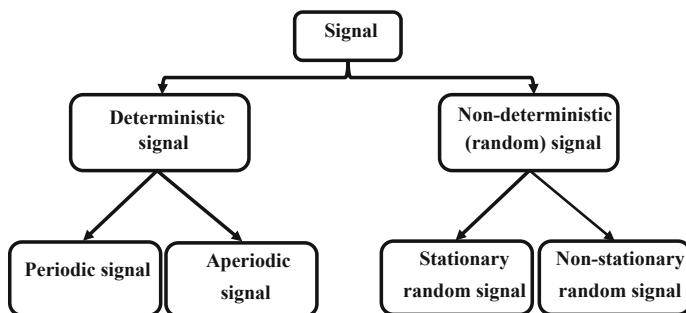 Signal
Deterministic
signal
Non-deterministic
(random) signal
Periodic signal
Aperiodic
signal
Stationary
random signal
Non-stationary
random signal